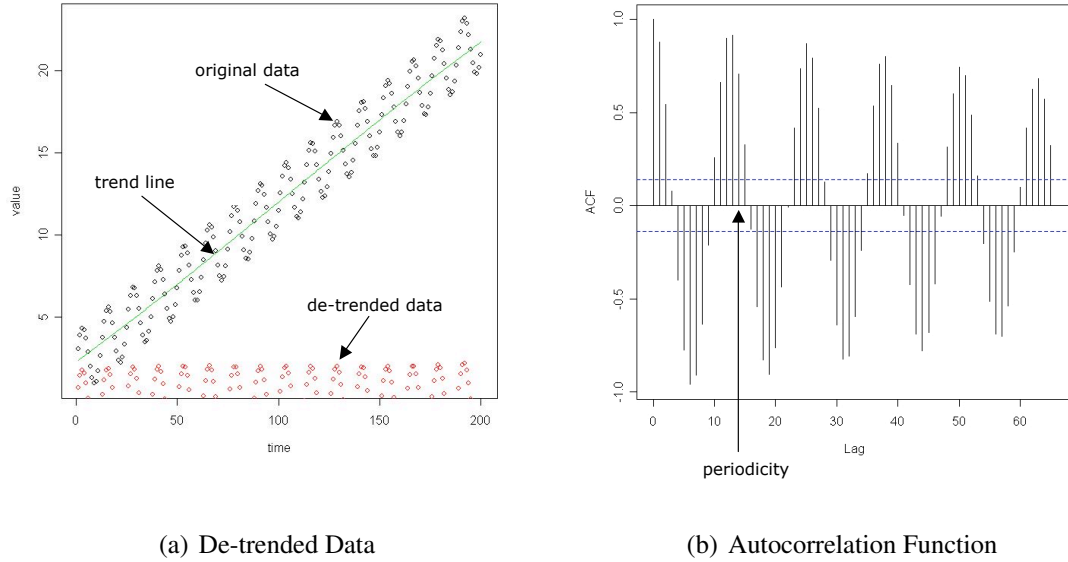 original data
trend line
de-trended data
value
5
10
15
20
0
50
100
150
200
time
(a) De-trended Data
ACF
1.0
0.5
0.0
-0.5
-1.0
0
10
20
30
40
50
60
Lag
periodicity
(b) Autocorrelation Function